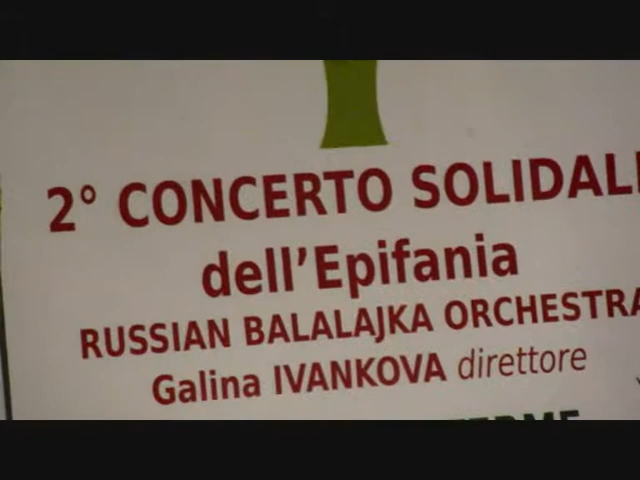 2° CONCERTO SOLIDAL
dell'Epifania
RUSSIAN BALALAJKA ORCHESTRA
Galina IVANKOVA direttore